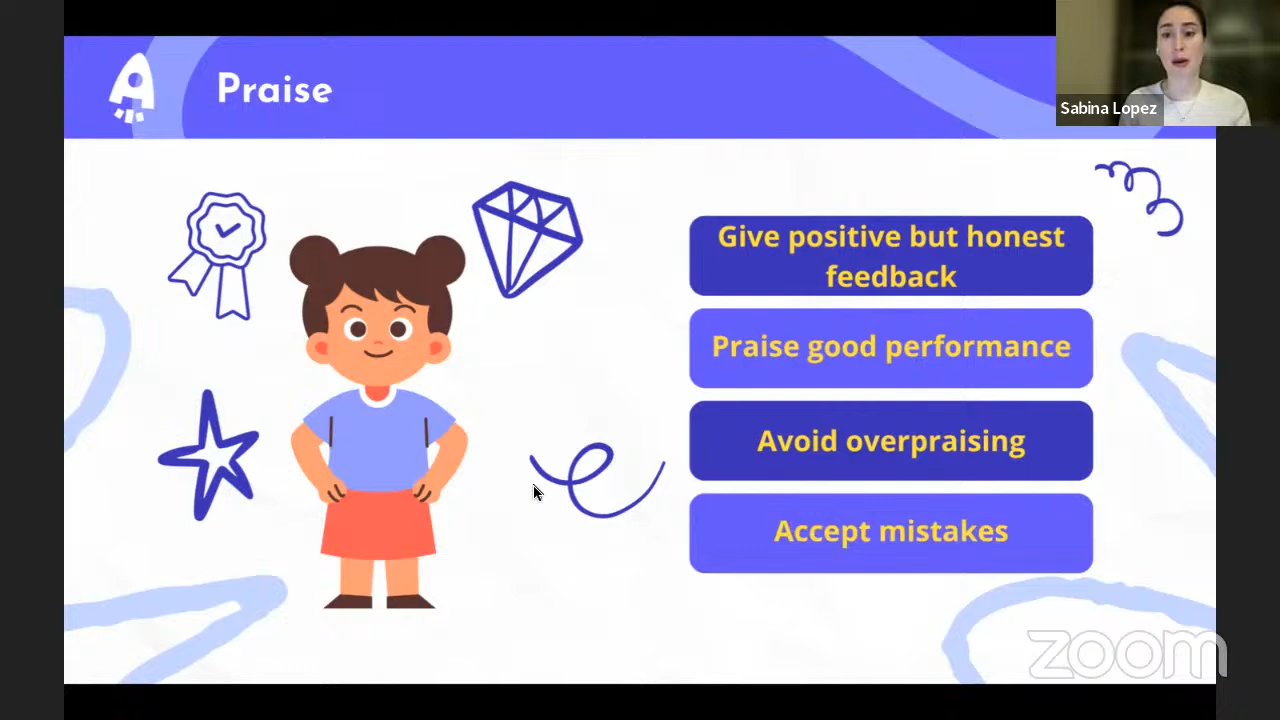 Praise
Sabina Lopez
Give positive but honest
feedback
Praise good performance
Avoid overpraising
Accept mistakes
zoom